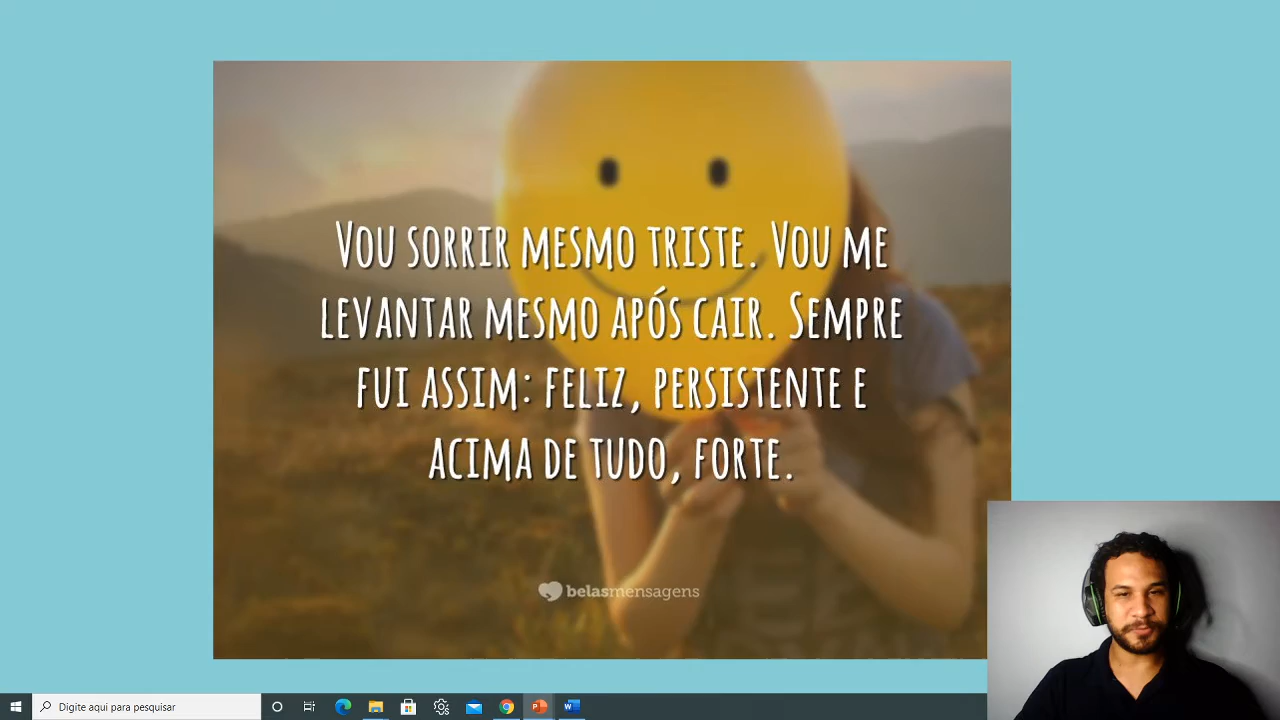 Vou sorrir mesmo triste. Vou me
levantar mesmo após cair. Sempre
fui assim: feliz, persistente e
acima de tudo, forte.
belasmensagens
Digite aqui para pesquisar